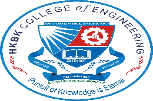 HKBK COLLEGE of ENGINEERING
Pursuit of Knowledge is Eternal